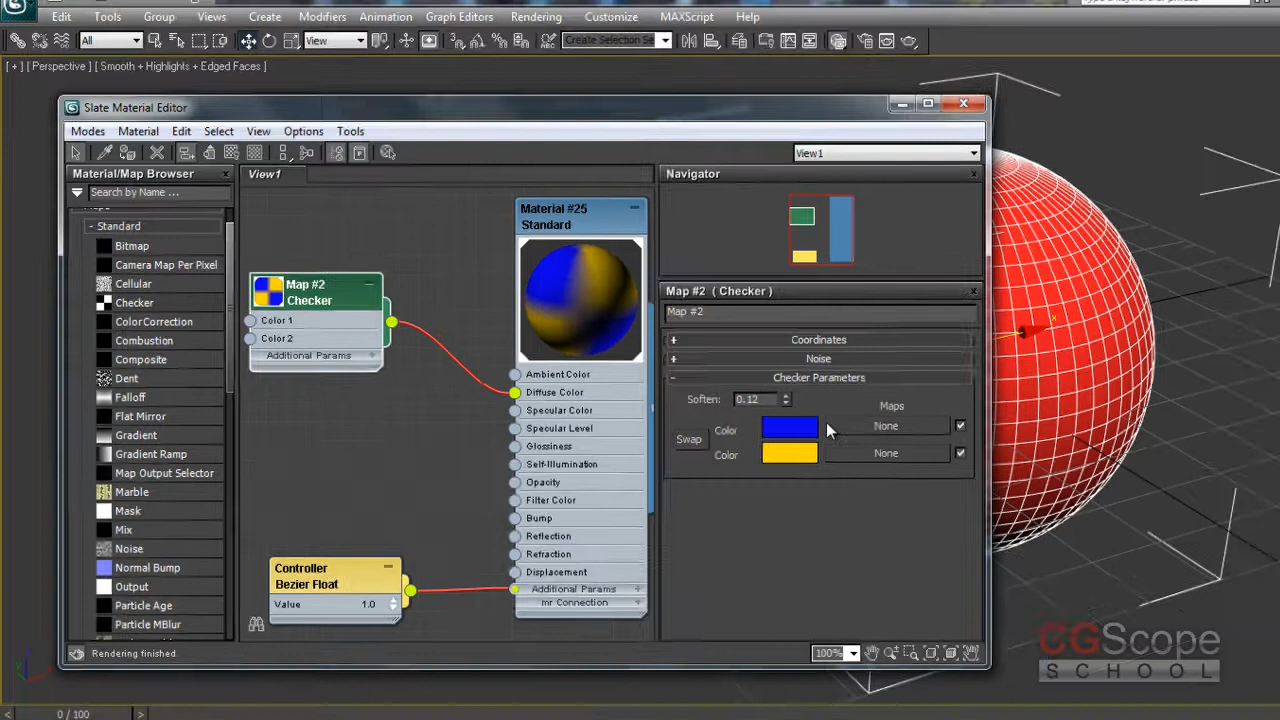 Edit Tools Group Views Create Modifiers Animation Graph Editors Rendering Customize MAXScript Help
All View Create Selection Se
[ + ] [ Perspective ] [ Smooth + Highlights + Edged Faces ]
Slate Material Editor
Modes Material Edit Select View Options Tools
View1
Material/Map Browser
Search by Name ...
Maps
- Standard
Bitmap
Camera Map Per Pixel
Cellular
Checker
ColorCorrection
Combustion
Composite
Dent
Falloff
Flat Mirror
Gradient
Gradient Ramp
Map Output Selector
Marble
Mask
Mix
Noise
Normal Bump
Output
Particle Age
Particle MBlur
View1
Map #2
Checker
Color 1
Color 2
Additional Params +
Controller
Bezier Float
Value 1.0
Material #25
Standard
Ambient Color
Diffuse Color
Specular Color
Specular Level
Glossiness
Self-Illumination
Opacity
Filter Color
Bump
Reflection
Refraction
Displacement
Additional Params +
mr Connection +
Navigator
Map #2 ( Checker )
Map #2
+ Coordinates
+ Noise
- Checker Parameters
Soften: 0.12
Maps
Swap
Color None
Color None
Rendering finished
100%
x
CGScope
SCHOOL
0 / 100 >